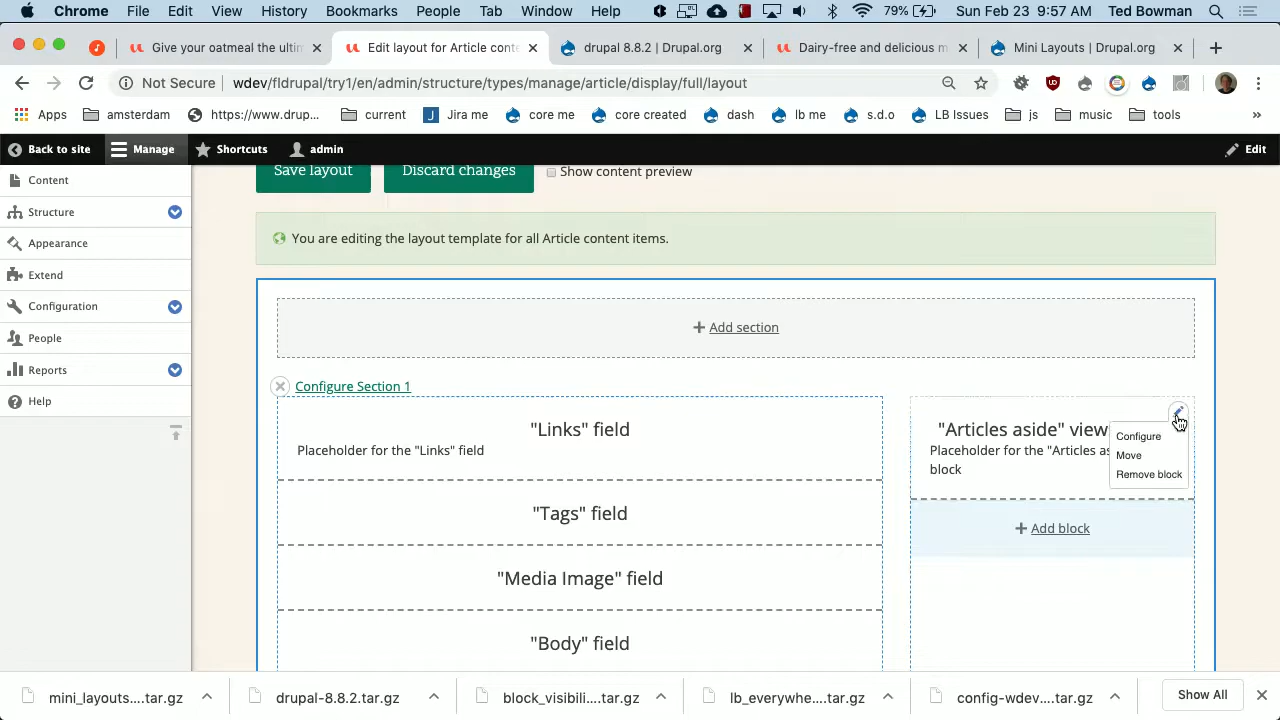 Chrome File Edit View History Bookmarks People Tab Window Help 79% Sun Feb 23 9:57 AM Ted Bowman
Give your oatmeal the ultin Edit layout for Article conte drupal 8.8.2 | Drupal.org Dairy-free and delicious m Mini Layouts | Drupal.org
Not Secure wdev/fldrupal/try1/en/admin/structure/types/manage/article/display/full/layout
Apps amsterdam https://www.drup... current Jira me core me core created dash lb me s.d.o LB Issues js music tools »
Back to site Manage Shortcuts admin Edit
Content
Structure
Appearance
Extend
Configuration
People
Reports
Help
Save layout Discard changes Show content preview
You are editing the layout template for all Article content items.
Add section
Configure Section 1
"Links" field
Placeholder for the "Links" field
"Tags" field
"Media Image" field
"Body" field
"Articles aside" view
Placeholder for the "Articles as
block
Configure
Move
Remove block
Add block
mini_layouts....tar.gz drupal-8.8.2.tar.gz block_visibili....tar.gz lb_everywhe....tar.gz config-wdev....tar.gz Show All